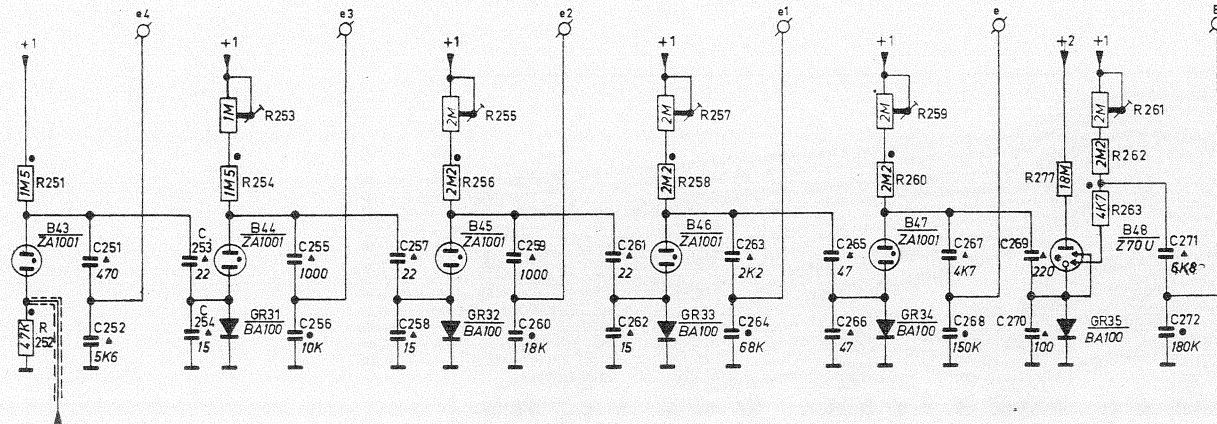 e4
e3
e2
e1
e
+1
+1
+1
+1
+1
+2
+1
1M
R253
2M
R255
2M
R257
2M
R259
2M
R261
1M5
R251
1M5
R254
2M2
R256
2M2
R258
2M2
R260
R277
18M
2M2
R262
4K7
R263
B43
ZA1001
C251
470
C
253
22
B44
ZA1001
C255
1000
C257
22
B45
ZA1001
C259
1000
C261
22
B46
ZA1001
C263
2K2
C265
47
B47
ZA1001
C267
4K7
C269
220
B48
Z70U
C271
R
252
C252
5K6
C
254
15
GR31
BA100
C256
10K
C258
15
GR32
BA100
C260
18K
C262
15
GR33
BA100
C264
68K
C266
47
GR34
BA100
C268
150K
C270
100
GR35
BA100
C272
180K